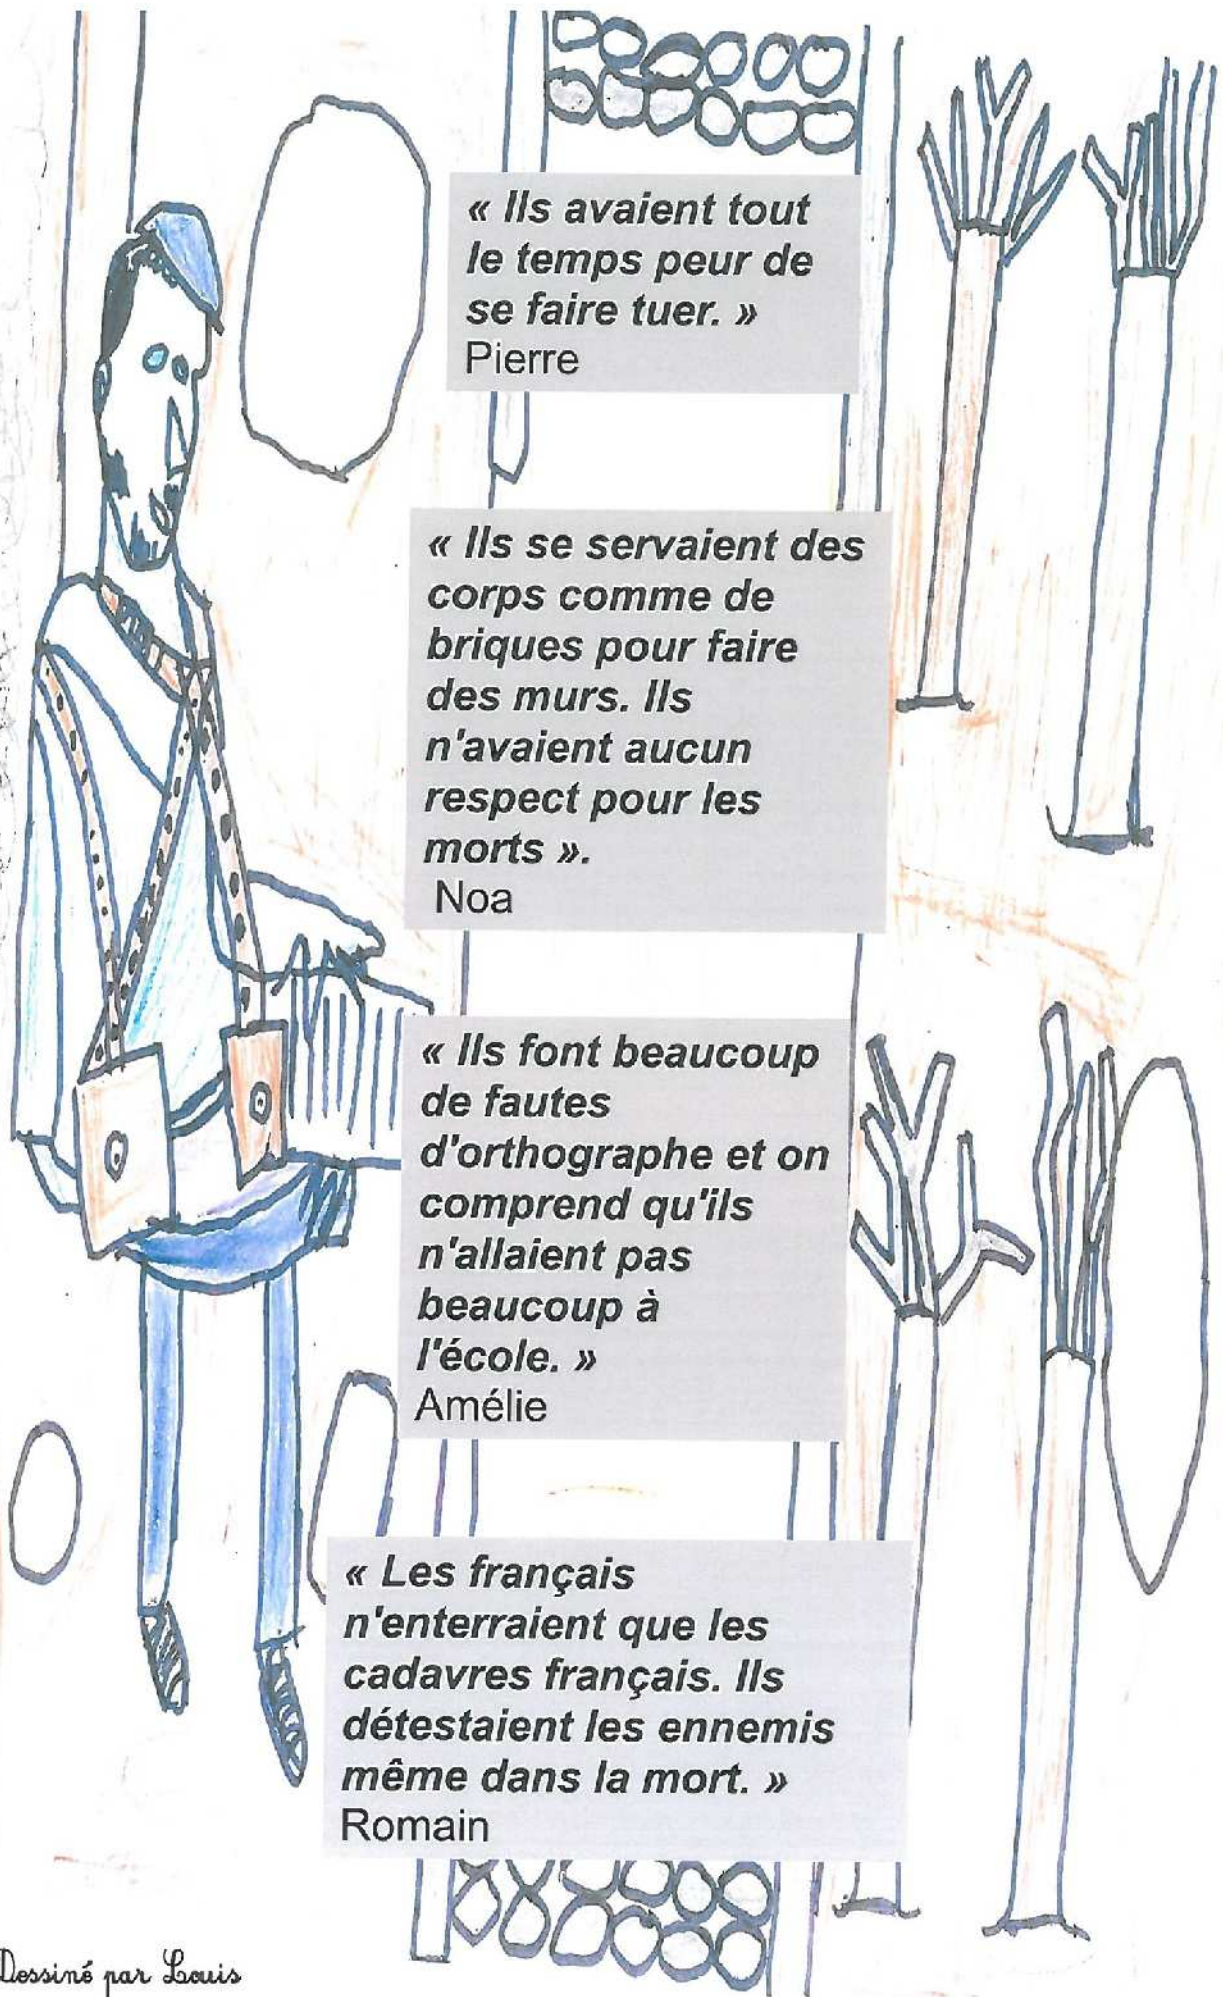 « Ils avaient tout
le temps peur de
se faire tuer. »
Pierre
« Ils se servaient des
corps comme de
briques pour faire
des murs. Ils
n'avaient aucun
respect pour les
morts ».
Noa
« Ils font beaucoup
de fautes
d'orthographe et on
comprend qu'ils
n'allaient pas
beaucoup à
l'école. »
Amélie
« Les français
n'enterraient que les
cadavres français. Ils
détestaient les ennemis
même dans la mort. »
Romain
Dessiné par Louis